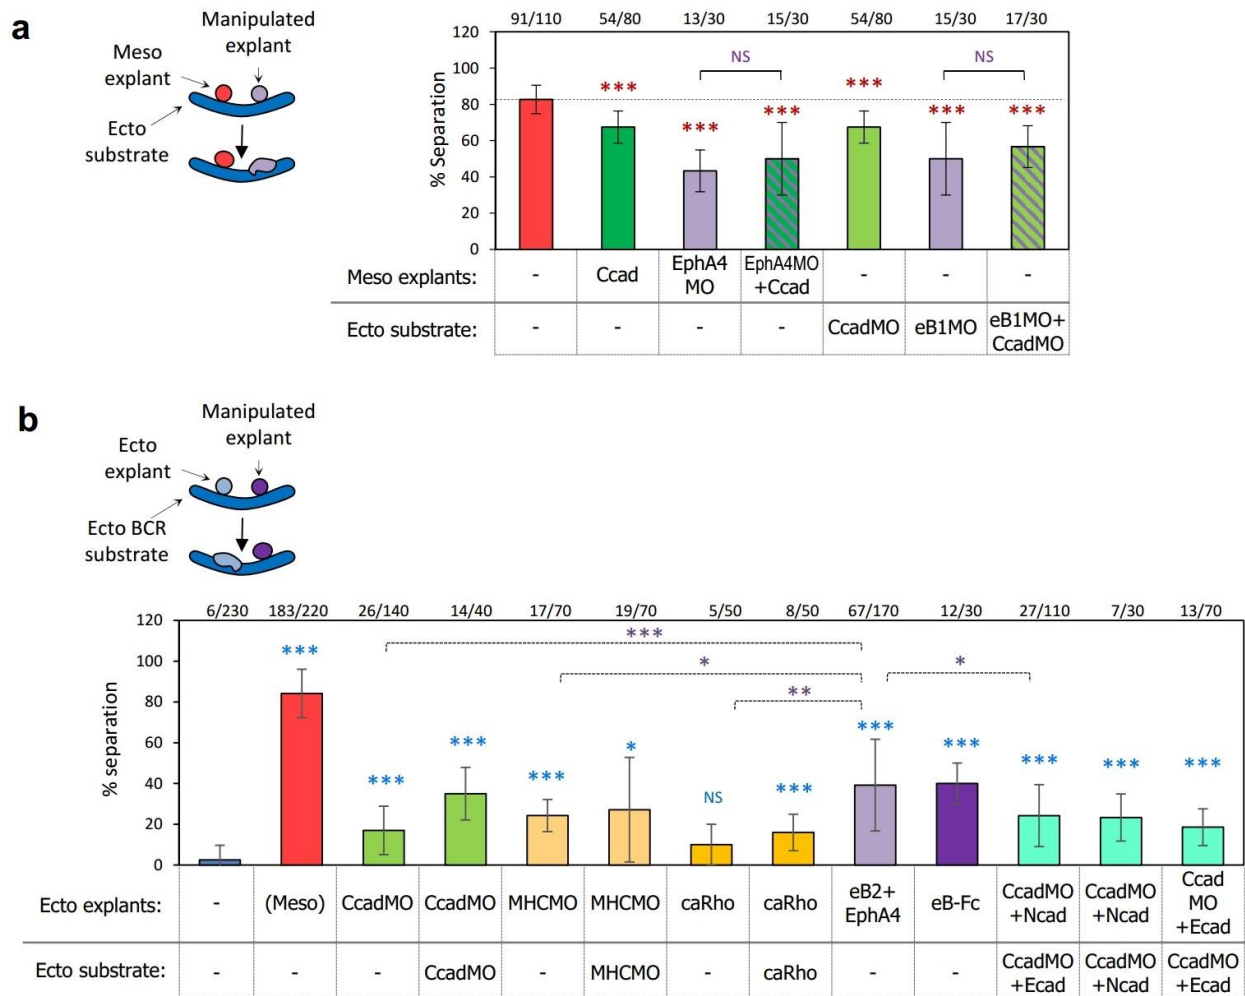 a
Manipulated
explant
Meso
explant
Ecto
substrate
91/110 54/80 13/30 15/30 54/80 15/30 17/30
120
100
80
60
40
20
0
% Separation
NS NS
*** *** *** *** *** ***
Meso explants: - Ccad EphA4 MO EphA4MO +Ccad - - -
Ecto substrate: - - - - CcadMO eB1MO eB1MO+ CcadMO
b
Manipulated
explant
Ecto
explant
Ecto BCR
substrate
6/230 183/220 26/140 14/40 17/70 19/70 5/50 8/50 67/170 12/30 27/110 7/30 13/70
120
100
80
60
40
20
0
% separation
***
*
**
*
*** *** *** *** * NS *** *** *** *** *** ***
Ecto explants: - (Meso) CcadMO CcadMO MHCMO MHCMO caRho caRho eB2+ EphA4 eB-Fc CcadMO +Ncad CcadMO +Ncad Ccad MO +Ecad
Ecto substrate: - - - CcadMO - MHCMO - caRho - - CcadMO +Ecad CcadMO +Ncad CcadMO +Ecad